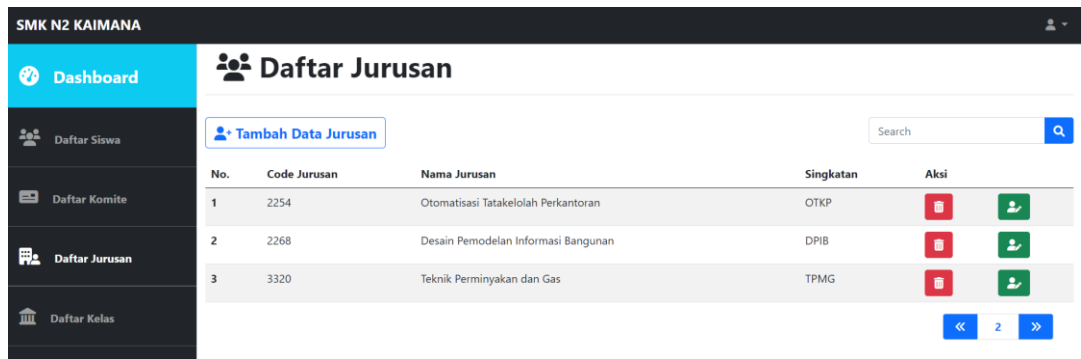 SMK N2 KAIMANA
Dashboard
Daftar Siswa
Daftar Komite
Daftar Jurusan
Daftar Kelas
Daftar Jurusan
Tambah Data Jurusan
Search
No. Code Jurusan Nama Jurusan Singkatan Aksi
1 2254 Otomatisasi Tatakelolah Perkantoran OTKP
2 2268 Desain Pemodelan Informasi Bangunan DPIB
3 3320 Teknik Perminyakan dan Gas TPMG
« 2 »